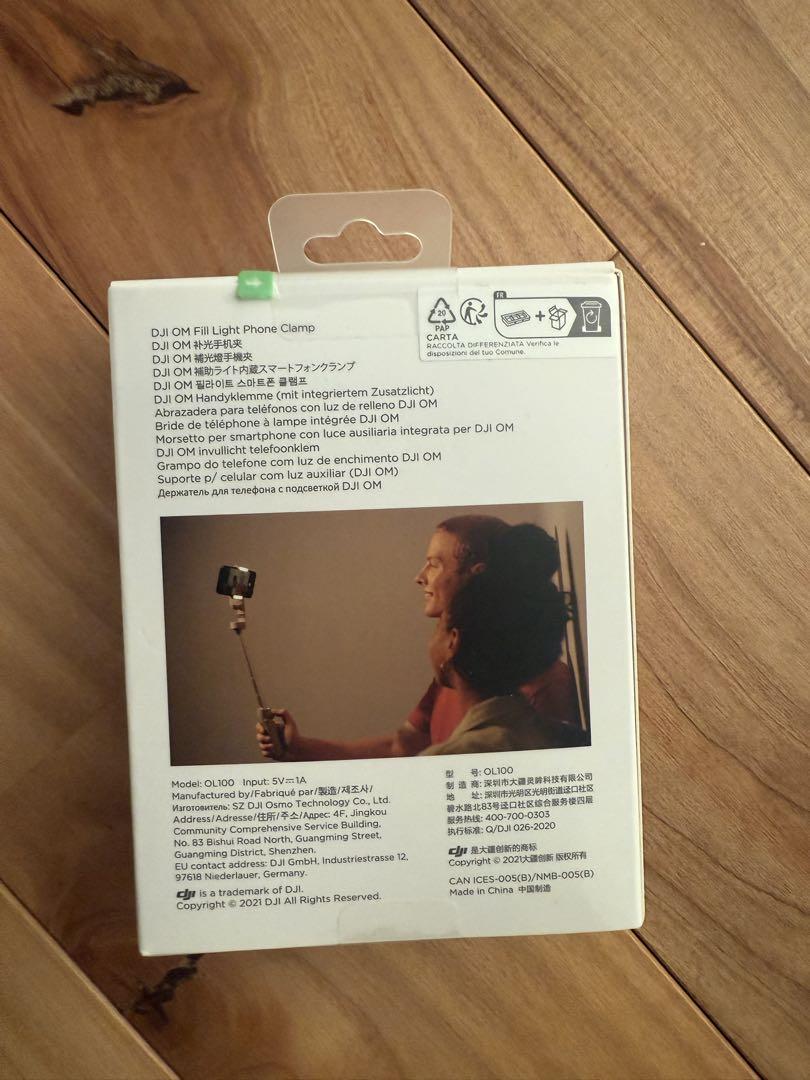 DJI OM Fill Light Phone Clamp
DJI OM 补光手机夹
DJI OM 補光燈手機夾
DJI OM 補助ライト内蔵スマートフォンクランプ
DJI OM 필라이트 스마트폰 클램프
DJI OM Handyklemme (mit integriertem Zusatzlicht)
Abrazadera para teléfonos con luz de relleno DJI OM
Bride de téléphone à lampe intégrée DJI OM
Morsetto per smartphone con luce ausiliaria integrata per DJI OM
DJI OM invullicht telefoonklem
Grampo do telefone com luz de enchimento DJI OM
Suporte p/ celular com luz auxiliar (DJI OM)
Держатель для телефона с подсветкой DJI OM
20
PAP
FR
+
CARTA
RACCOLTA DIFFERENZIATA Verifica le
disposizioni del tuo Comune.
Model: OL100 Input: 5V⎓1A
Manufactured by/Fabriqué par/製造/제조사/
Изготовитель: SZ DJI Osmo Technology Co., Ltd.
Address/Adresse/住所/주소/Адрес: 4F, Jingkou
Community Comprehensive Service Building,
No. 83 Bishui Road North, Guangming Street,
Guangming District, Shenzhen.
EU contact address: DJI GmbH, Industriestrasse 12,
97618 Niederlauer, Germany.
dji is a trademark of DJI.
Copyright © 2021 DJI All Rights Reserved.
型 号: OL100
制 造 商: 深圳市大疆灵眸科技有限公司
地 址: 深圳市光明区光明街道迳口社区
碧水路北83号迳口社区综合服务楼四层
服务热线: 400-700-0303
执行标准: Q/DJI 026-2020
dji 是大疆创新的商标
Copyright © 2021大疆创新 版权所有
CAN ICES-005(B)/NMB-005(B)
Made in China 中国制造